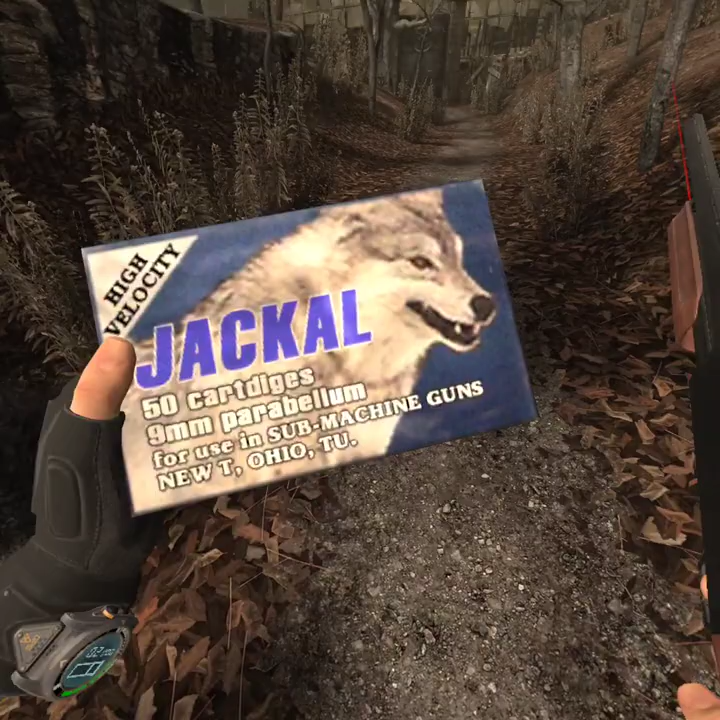 HIGH
VELOCITY
JACKAL
50 cartdiges
9mm parabellum
for use in SUB-MACHINE GUNS
NEW T, OHIO, TU.